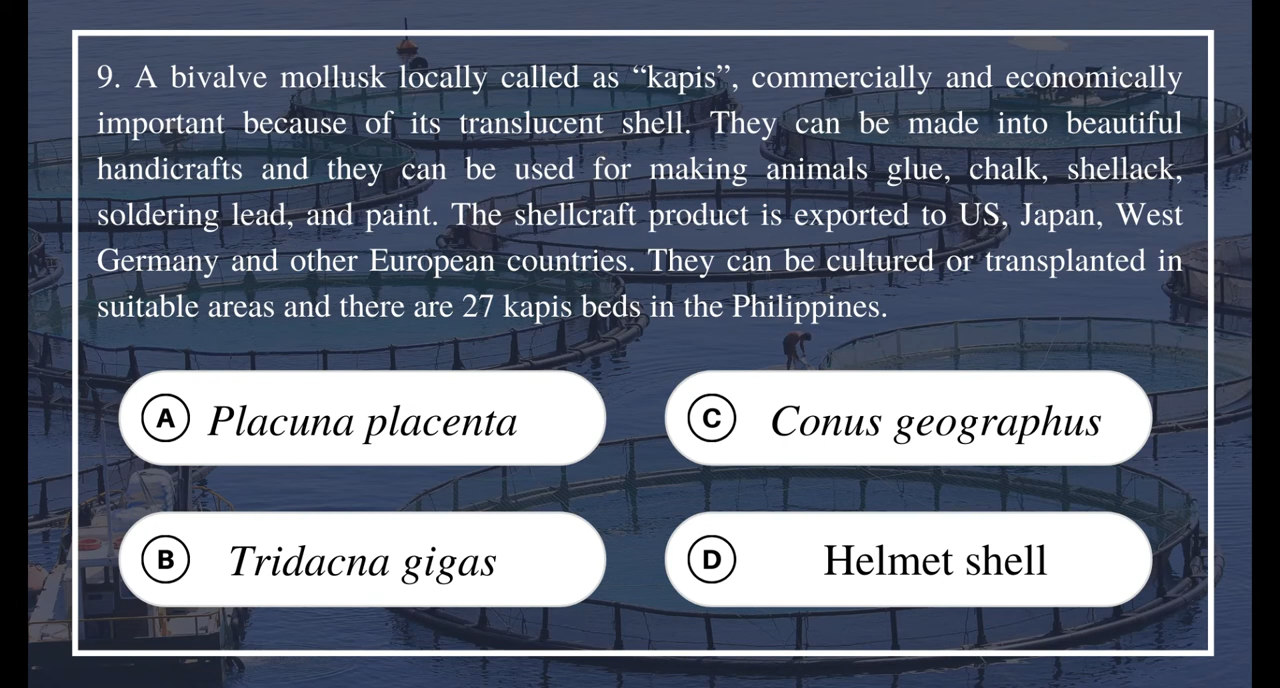 9. A bivalve mollusk locally called as “kapis”, commercially and economically
important because of its translucent shell. They can be made into beautiful
handicrafts and they can be used for making animals glue, chalk, shellack,
soldering lead, and paint. The shellcraft product is exported to US, Japan, West
Germany and other European countries. They can be cultured or transplanted in
suitable areas and there are 27 kapis beds in the Philippines.
A Placuna placenta
B Tridacna gigas
C Conus geographus
D Helmet shell